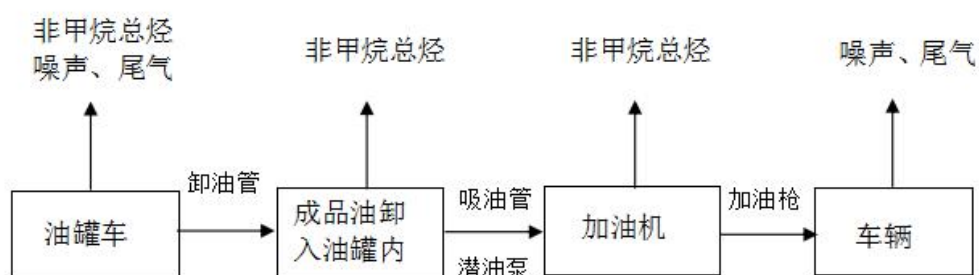 非甲烷总烃
噪声、尾气
非甲烷总烃
非甲烷总烃
噪声、尾气
油罐车
卸油管
成品油卸
入油罐内
吸油管
潜油泵
加油机
加油枪
车辆